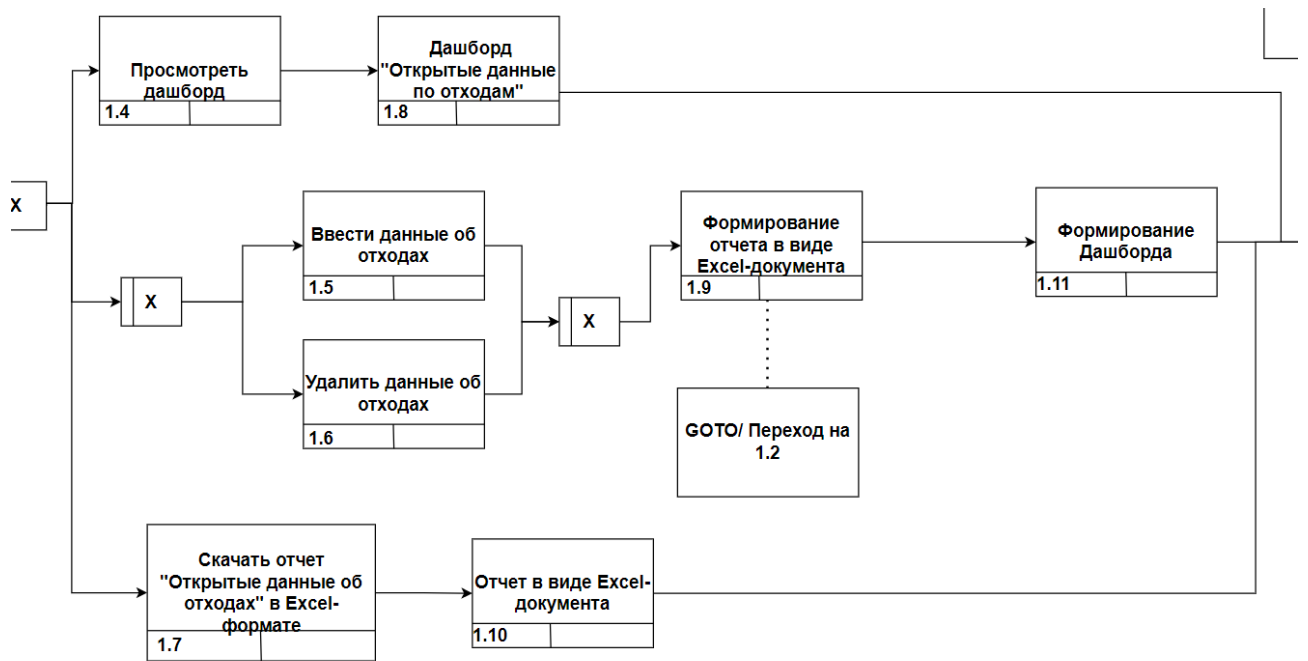 Просмотреть
дашборд
1.4
Дашборд
"Открытые данные
по отходам"
1.8
X
X
Ввести данные об
отходах
1.5
Удалить данные об
отходах
1.6
X
Формирование
отчета в виде
Excel-документа
1.9
GOTO/ Переход на
1.2
Формирование
Дашборда
1.11
Скачать отчет
"Открытые данные об
отходах" в Excel-
формате
1.7
Отчет в виде Excel-
документа
1.10